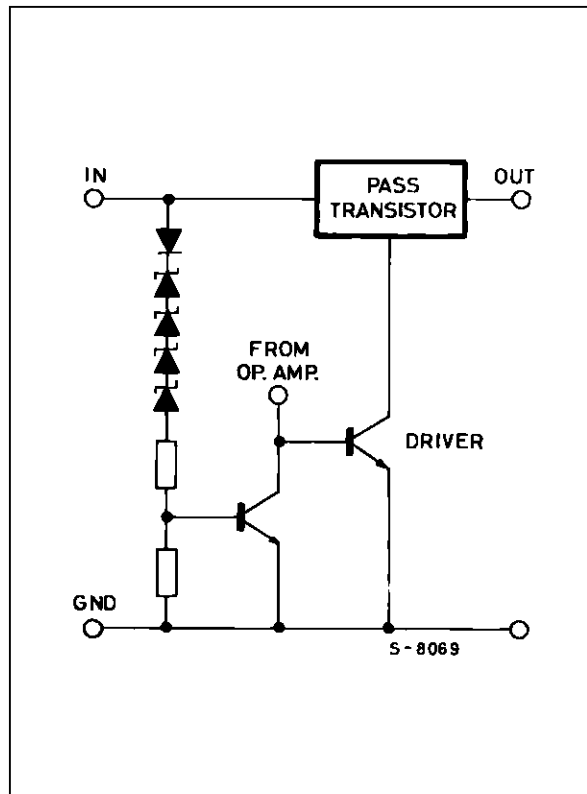 IN
PASS
TRANSISTOR
OUT
FROM
OP. AMP.
DRIVER
GND
S-8069